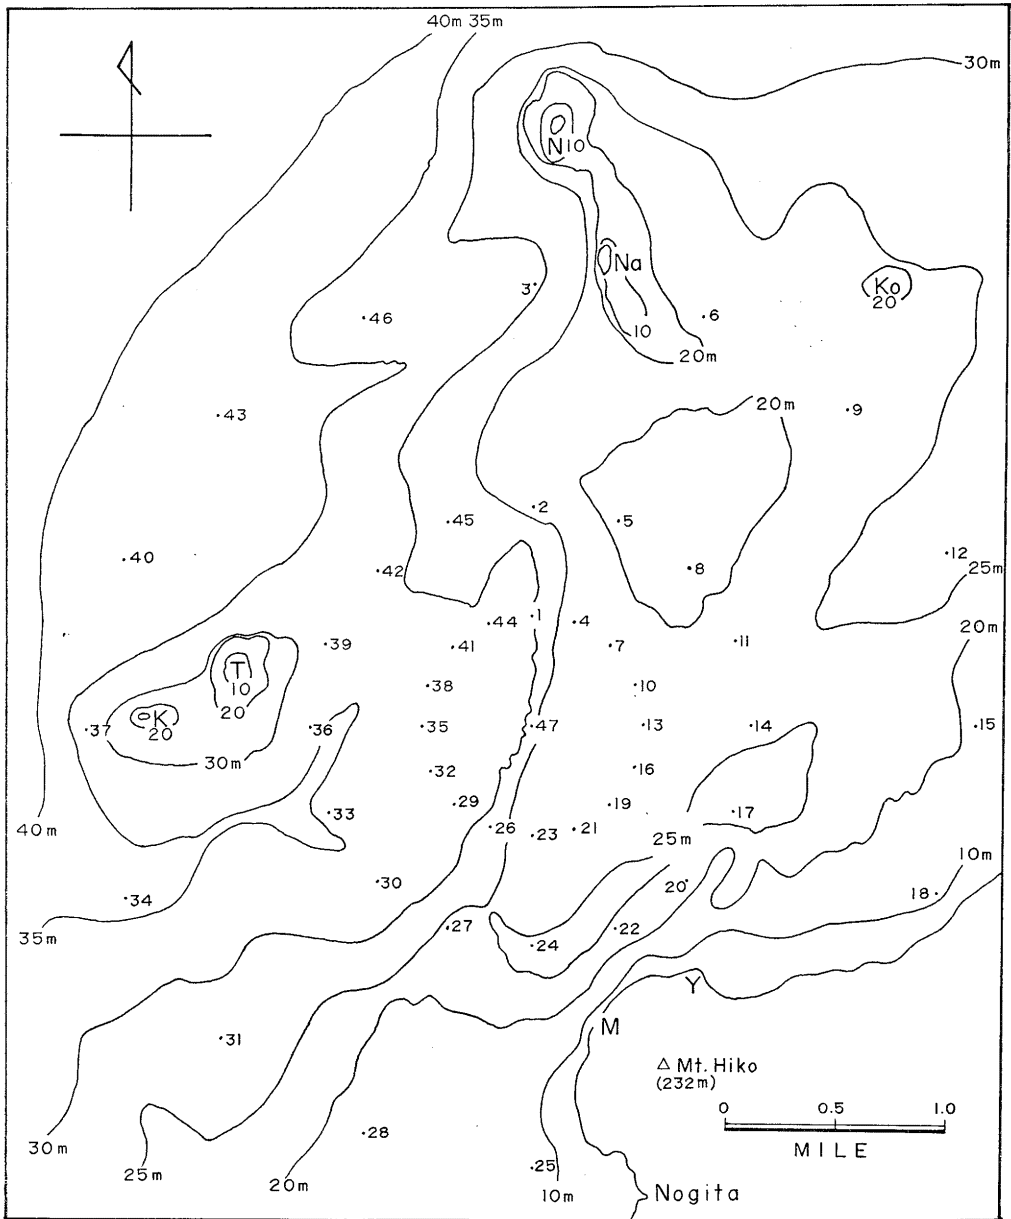 40m 35m
30m
N 10
Na
Ko
20
3
46
10
6
20m
20m
43
9
2
45
5
40
42
8
12
25m
44
1
4
20m
39
41
7
11
T
10
38
10
K
20
20
37
36
35
47
13
14
15
30m
32
16
33
29
19
17
40m
26
23
21
25m
10m
34
30
20
18
35m
27
24
22
Y
M
31
△ Mt. Hiko
(232m)
0 0.5 1.0
MILE
30m
28
25m
20m
25
10m
Nogita